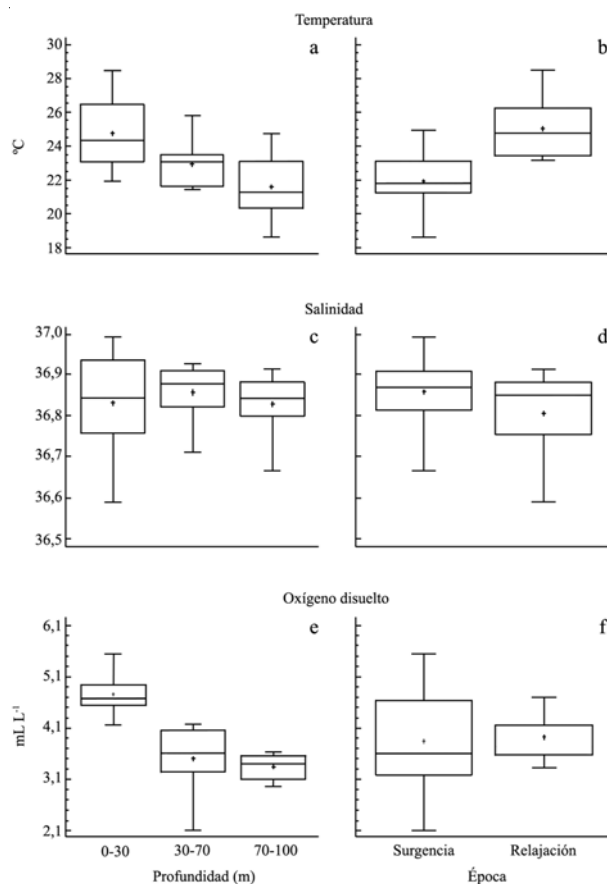 Temperatura
a
b
ºC
30
28
26
24
22
20
18
Salinidad
c
d
37,0
36,9
36,8
36,7
36,6
36,5
Oxígeno disuelto
e
f
mL L-1
6,1
5,1
4,1
3,1
2,1
0-30 30-70 70-100
Profundidad (m)
Surgencia Relajación
Época